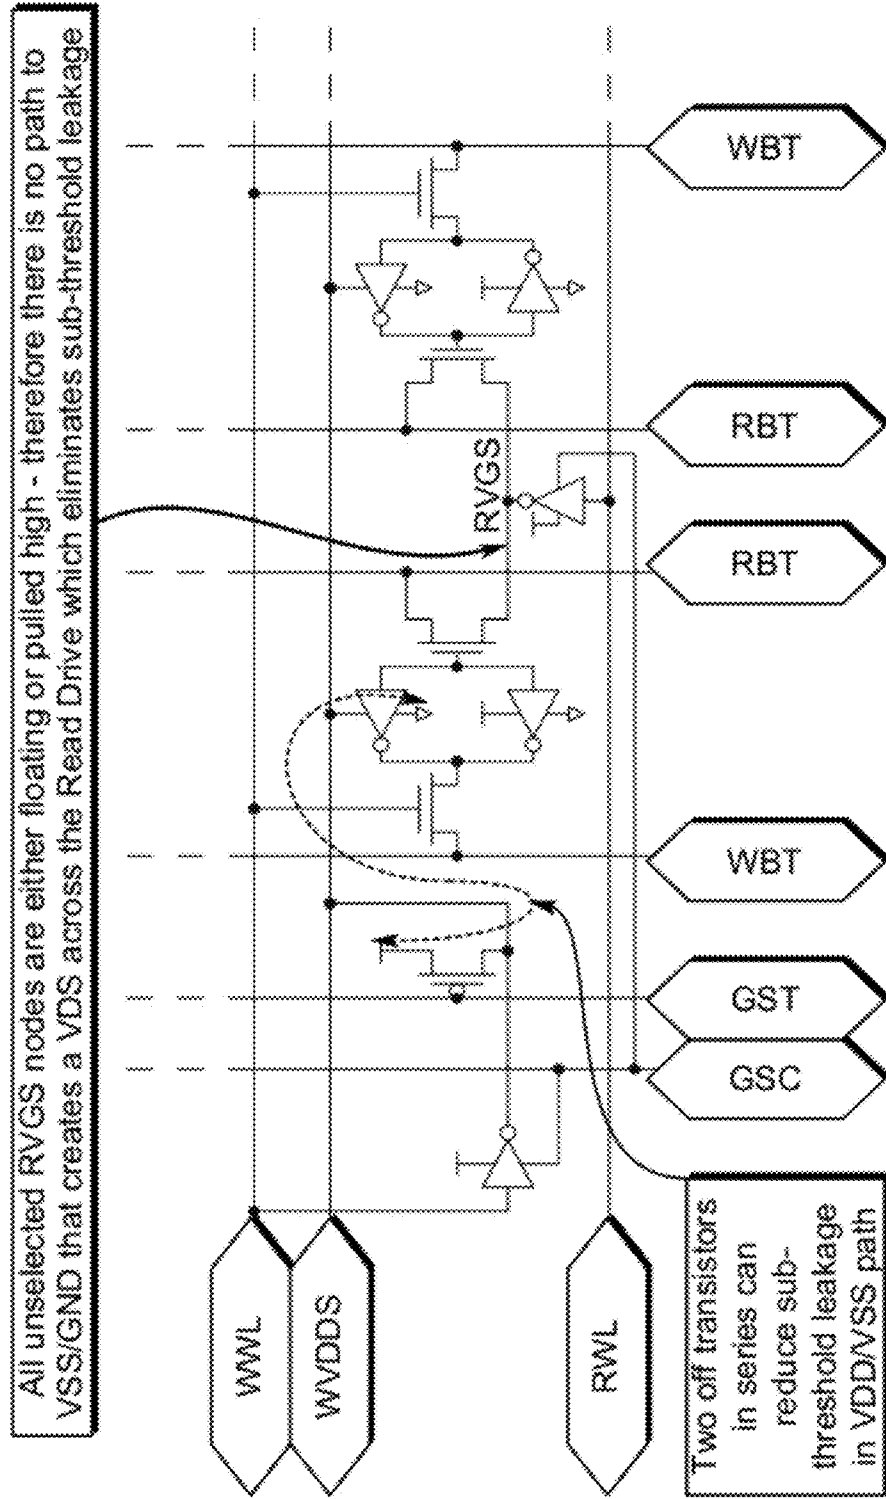 All unselected RVGS nodes are either floating or pulled high - therefore there is no path to
VSS/GND that creates a VDS across the Read Drive which eliminates sub-threshold leakage
WWL
WVDDS
RWL
GSC
GST
WBT
RBT
RBT
WBT
RVGS
Two off transistors
in series can
reduce sub-
threshold leakage
in VDD/VSS path